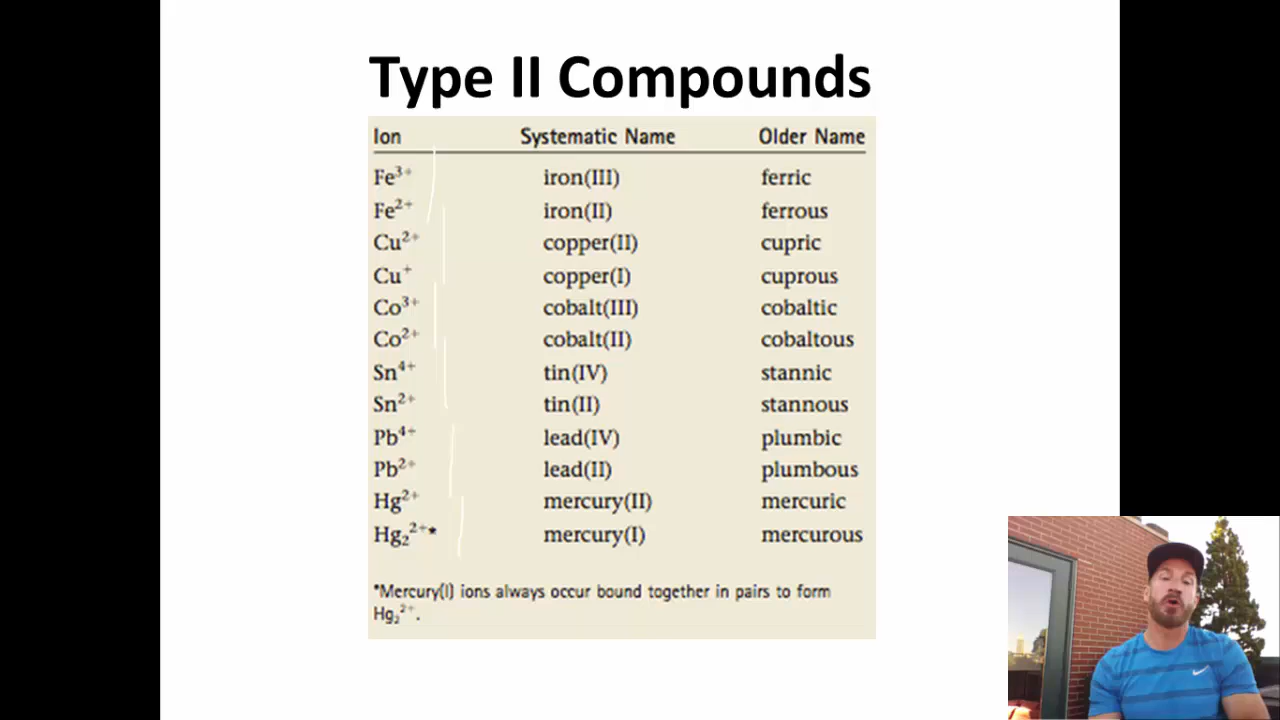 Type II Compounds
Ion Systematic Name Older Name
Fe³⁺ iron(III) ferric
Fe²⁺ iron(II) ferrous
Cu²⁺ copper(II) cupric
Cu⁺ copper(I) cuprous
Co³⁺ cobalt(III) cobaltic
Co²⁺ cobalt(II) cobaltous
Sn⁴⁺ tin(IV) stannic
Sn²⁺ tin(II) stannous
Pb⁴⁺ lead(IV) plumbic
Pb²⁺ lead(II) plumbous
Hg²⁺ mercury(II) mercuric
Hg₂²⁺* mercury(I) mercurous
*Mercury(I) ions always occur bound together in pairs to form
Hg₂²⁺.